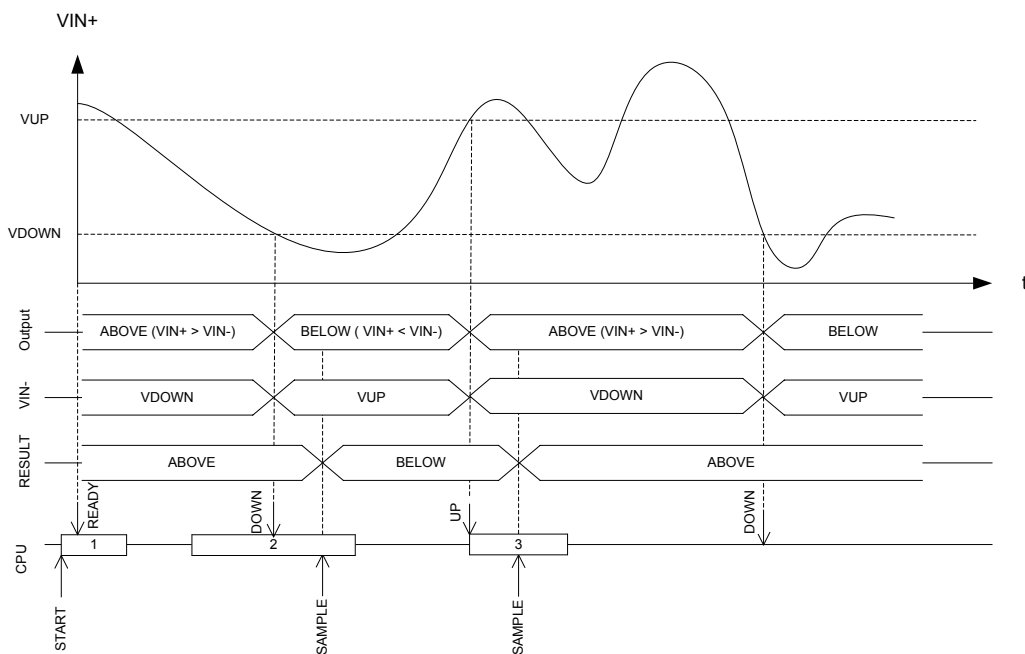 VIN+
VUP
VDOWN
t
Output
ABOVE (VIN+ > VIN-)
BELOW ( VIN+ < VIN-)
ABOVE (VIN+ > VIN-)
BELOW
VIN-
VDOWN
VUP
VDOWN
VUP
RESULT
ABOVE
BELOW
ABOVE
READY
DOWN
UP
DOWN
CPU
1
2
3
START
SAMPLE
SAMPLE